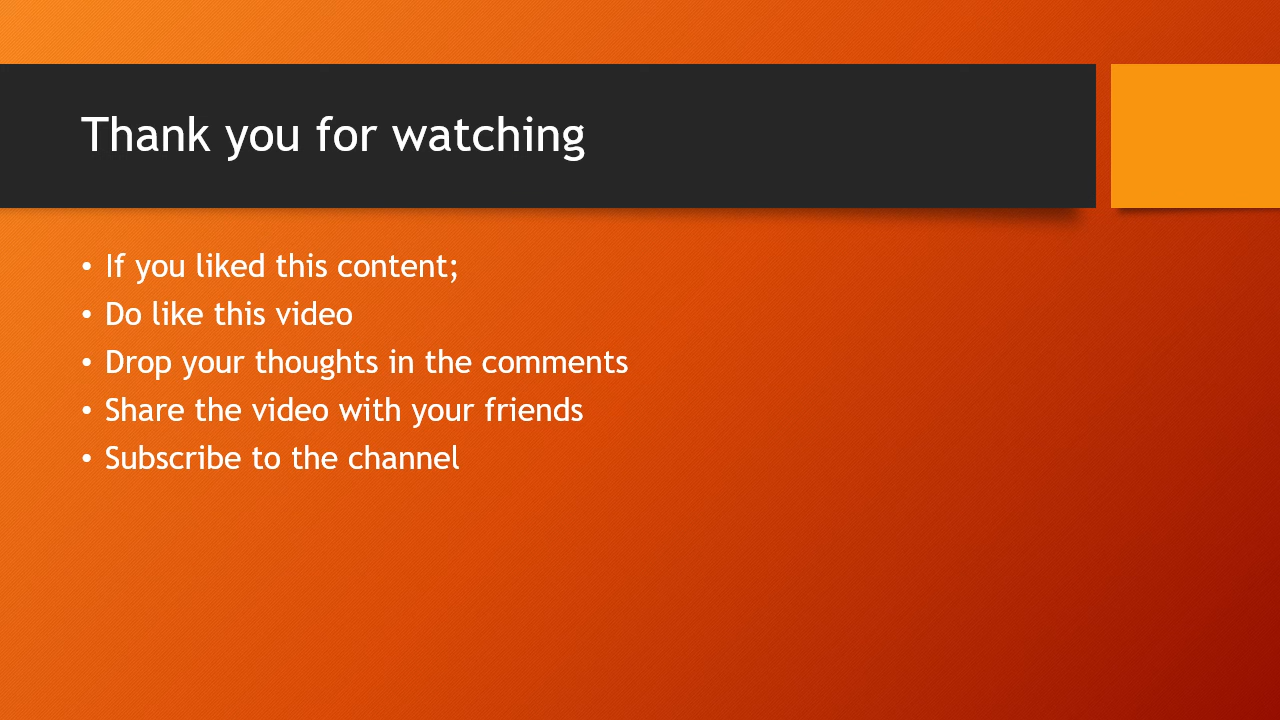 Thank you for watching
• If you liked this content;
• Do like this video
• Drop your thoughts in the comments
• Share the video with your friends
• Subscribe to the channel